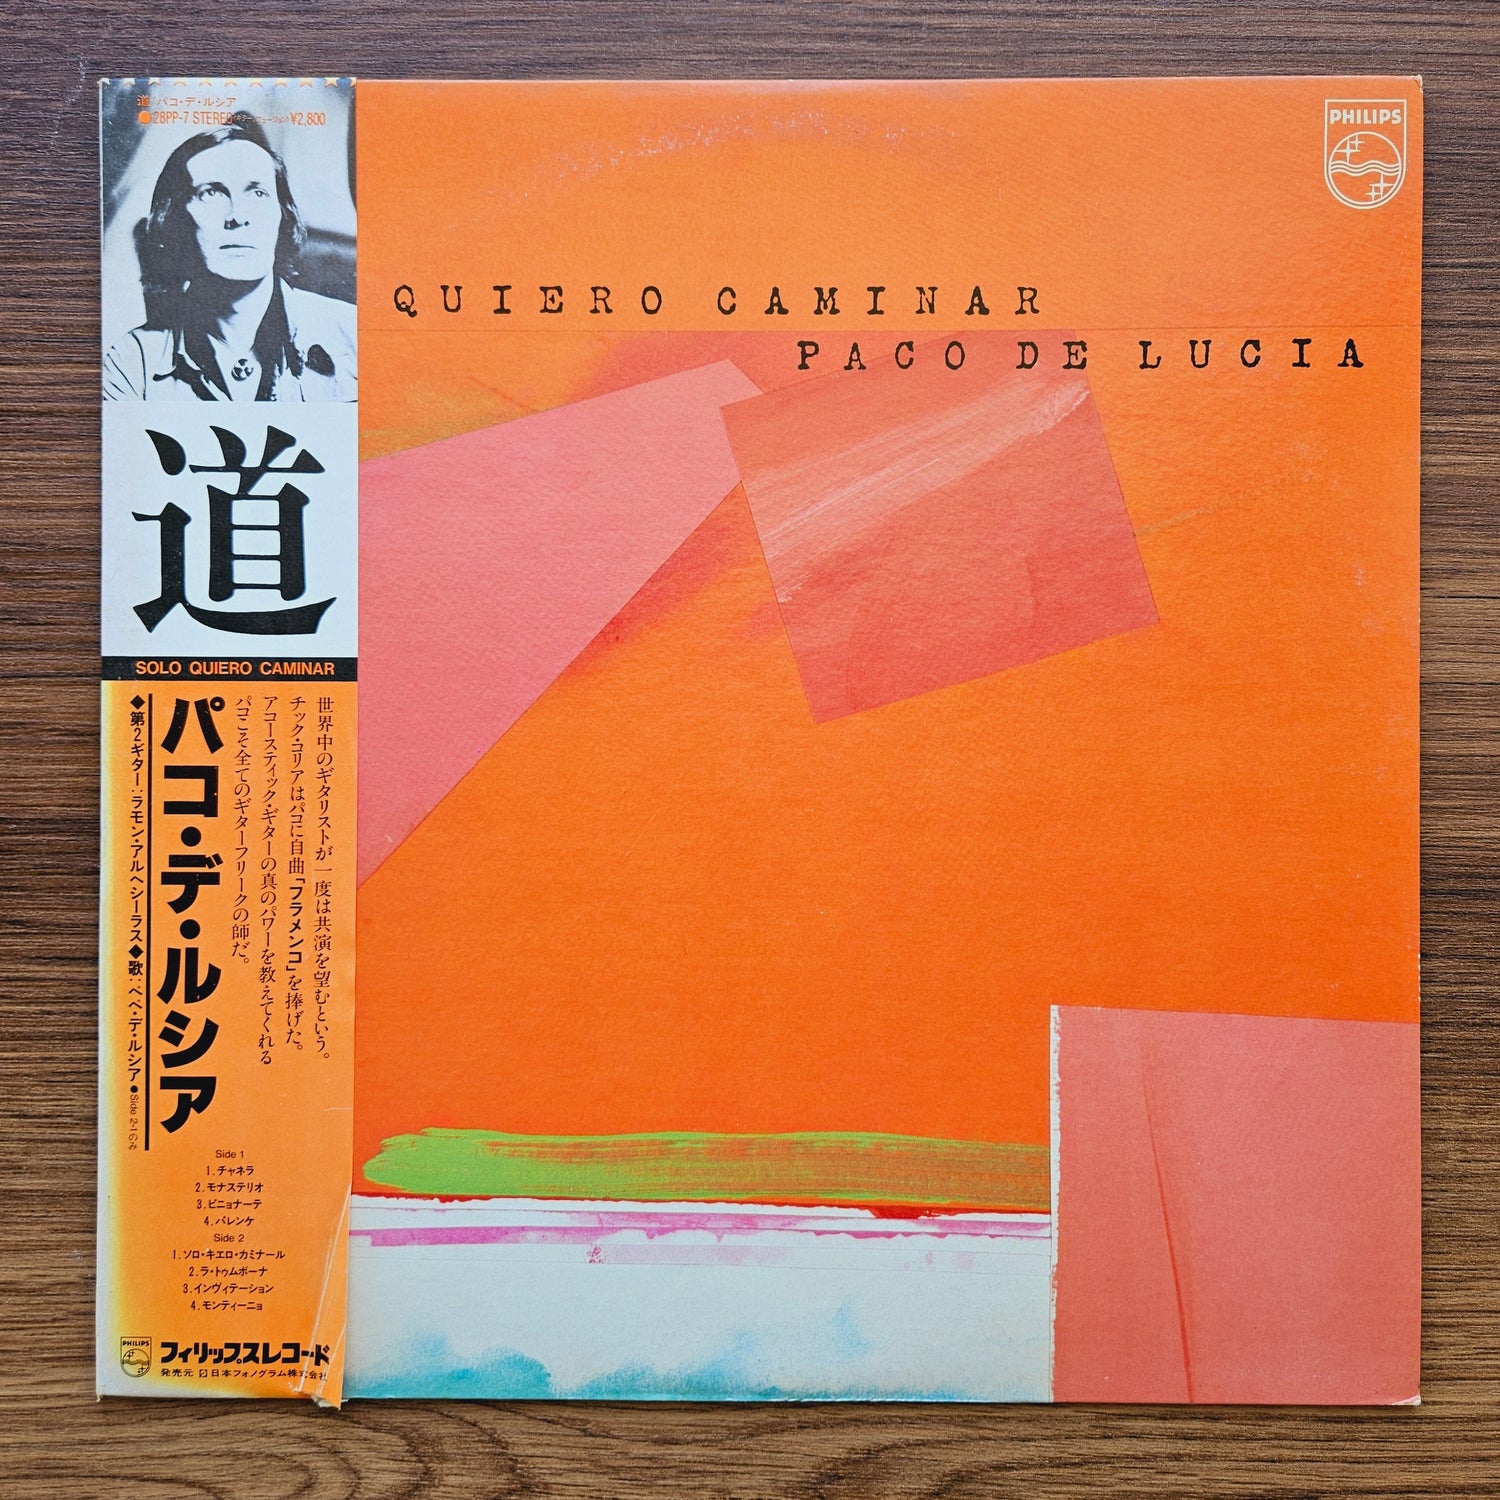 道/パコ・デ・ルシア
●28PP-7 STEREO ¥2,800
道
SOLO QUIERO CAMINAR
世界中のギタリストが一度は共演を望むという。
チック・コリアはパコに自曲「フラメンコ」を捧げた。
アコースティック・ギターの真のパワーを教えてくれる
パコこそ全てのギターフリークの師だ。
パコ・デ・ルシア
◆第2ギター:ラモン・アルヘシーラス◆歌:ペペ・デ・ルシア●Side 2-1のみ
Side 1
1.チャネラ
2.モナステリオ
3.ピニョナーテ
4.パレンケ
Side 2
1.ソロ・キエロ・カミナール
2.ラ・トゥムボーナ
3.インヴィテーション
4.モンティーニョ
PHILIPS
フィリップスレコード
発売元 日本フォノグラム株式会社
PHILIPS
QUIERO CAMINAR
PACO DE LUCIA